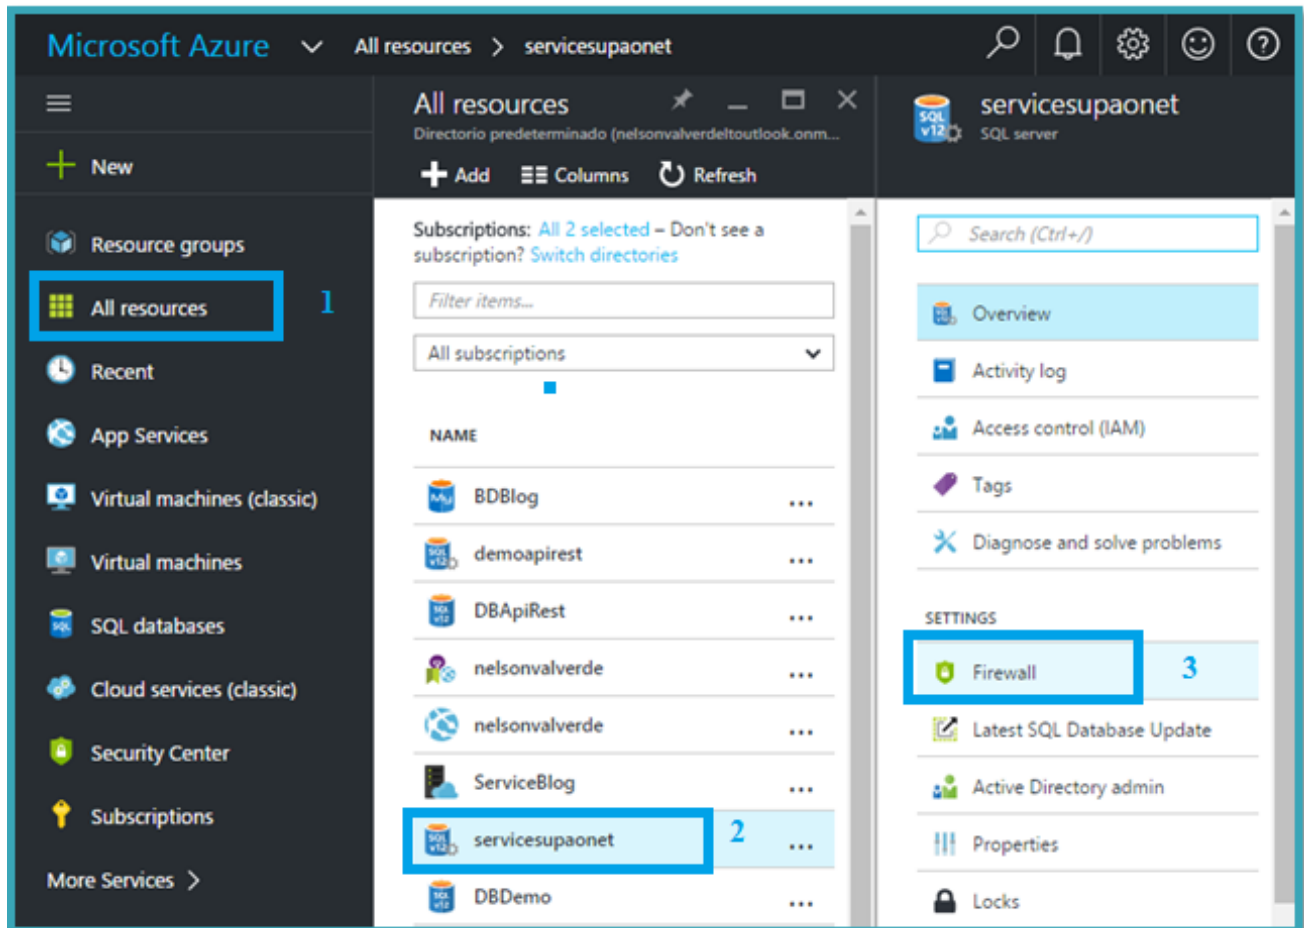 Microsoft Azure All resources > servicesupaonet
New
Resource groups
All resources 1
Recent
App Services
Virtual machines (classic)
Virtual machines
SQL databases
Cloud services (classic)
Security Center
Subscriptions
More Services >
All resources
Directorio predeterminado (nelsonvalverdeltoutlook.onm...
Add Columns Refresh
Subscriptions: All 2 selected – Don't see a
subscription? Switch directories
Filter items...
All subscriptions
NAME
BDBlog ...
demoapirest ...
DBApiRest ...
nelsonvalverde ...
nelsonvalverde ...
ServiceBlog ...
servicesupaonet 2 ...
DBDemo ...
servicesupaonet
SQL server
Search (Ctrl+/)
Overview
Activity log
Access control (IAM)
Tags
Diagnose and solve problems
SETTINGS
Firewall 3
Latest SQL Database Update
Active Directory admin
Properties
Locks